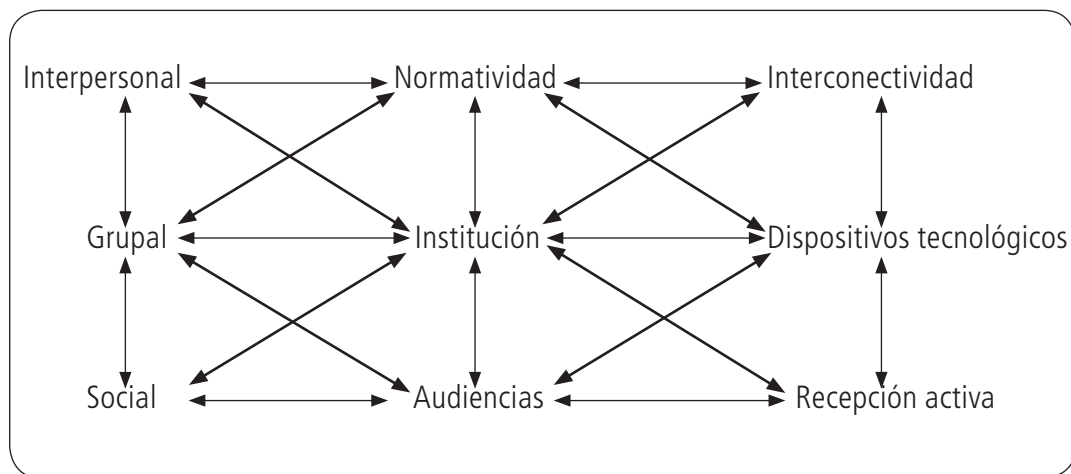 Interpersonal Normatividad Interconectividad
Grupal Institución Dispositivos tecnológicos
Social Audiencias Recepción activa